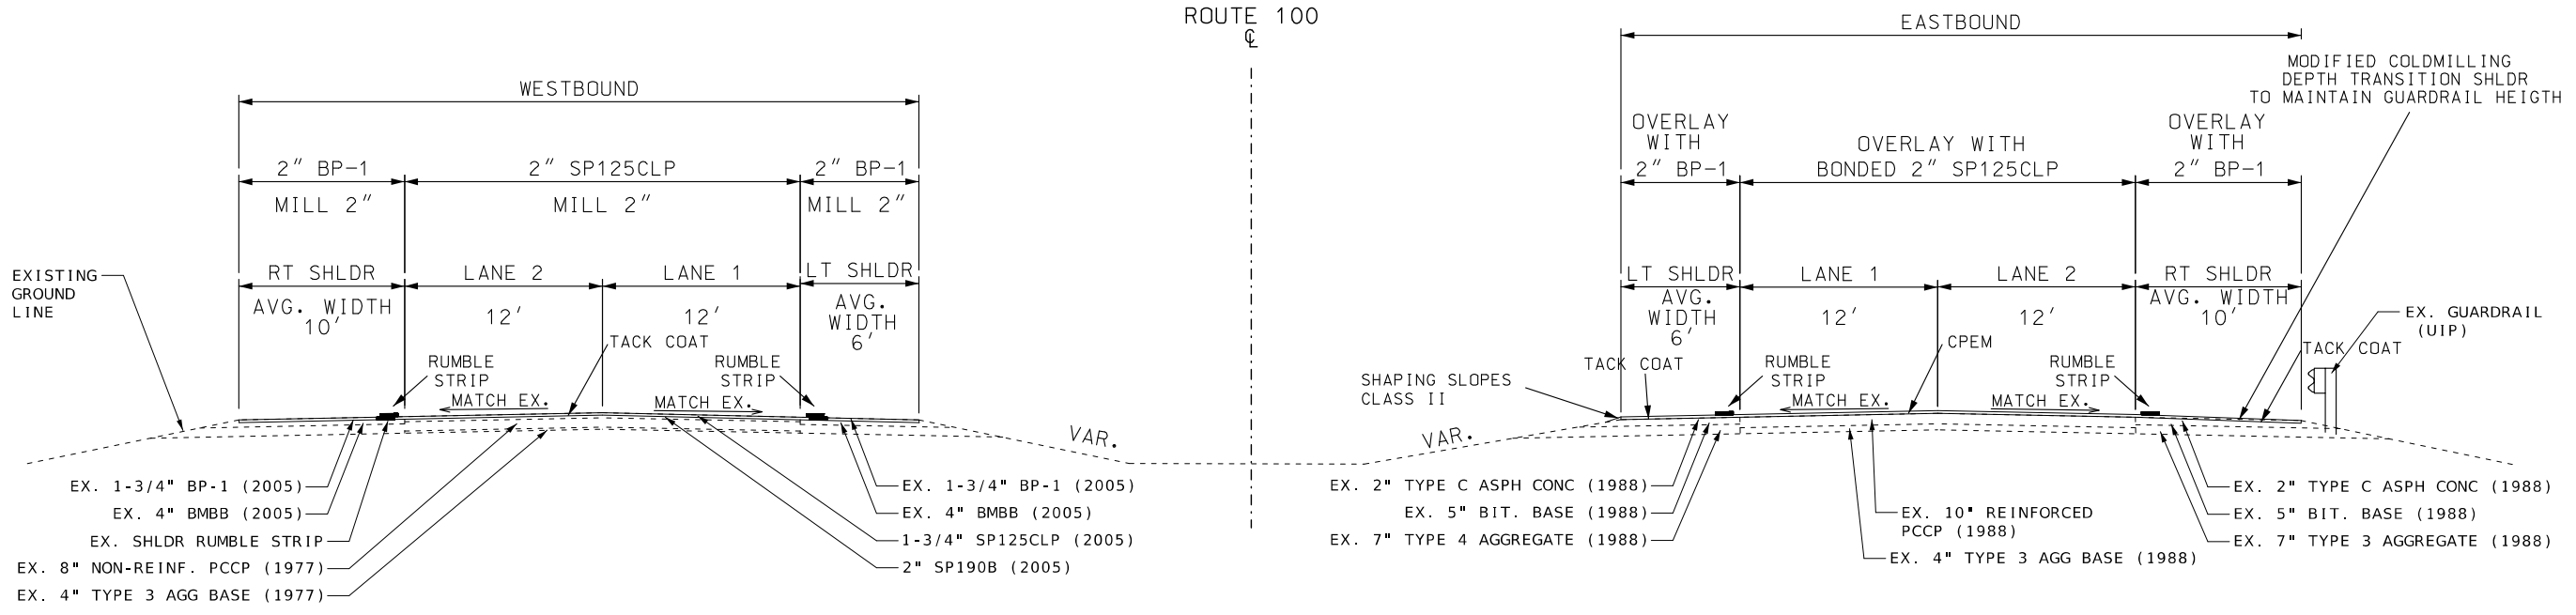 ROUTE 100
℄
WESTBOUND
2" BP-1
2" SP125CLP
2" BP-1
MILL 2"
MILL 2"
MILL 2"
RT SHLDR
LANE 2
LANE 1
LT SHLDR
AVG. WIDTH
10'
12'
12'
AVG.
WIDTH
6'
EXISTING
GROUND
LINE
TACK COAT
RUMBLE
STRIP
RUMBLE
STRIP
MATCH EX.
MATCH EX.
VAR.
EX. 1-3/4" BP-1 (2005)
EX. 4" BMBB (2005)
EX. SHLDR RUMBLE STRIP
EX. 8" NON-REINF. PCCP (1977)
EX. 4" TYPE 3 AGG BASE (1977)
EX. 1-3/4" BP-1 (2005)
EX. 4" BMBB (2005)
1-3/4" SP125CLP (2005)
2" SP190B (2005)
EASTBOUND
MODIFIED COLDMILLING
DEPTH TRANSITION SHLDR
TO MAINTAIN GUARDRAIL HEIGTH
OVERLAY
WITH
2" BP-1
OVERLAY WITH
BONDED 2" SP125CLP
OVERLAY
WITH
2" BP-1
LT SHLDR
LANE 1
LANE 2
RT SHLDR
AVG.
WIDTH
6'
12'
12'
AVG. WIDTH
10'
EX. GUARDRAIL
(UIP)
CPEM
TACK COAT
TACK COAT
RUMBLE
STRIP
RUMBLE
STRIP
SHAPING SLOPES
CLASS II
MATCH EX.
MATCH EX.
VAR.
EX. 2" TYPE C ASPH CONC (1988)
EX. 5" BIT. BASE (1988)
EX. 7" TYPE 4 AGGREGATE (1988)
EX. 10" REINFORCED
PCCP (1988)
EX. 4" TYPE 3 AGG BASE (1988)
EX. 2" TYPE C ASPH CONC (1988)
EX. 5" BIT. BASE (1988)
EX. 7" TYPE 3 AGGREGATE (1988)